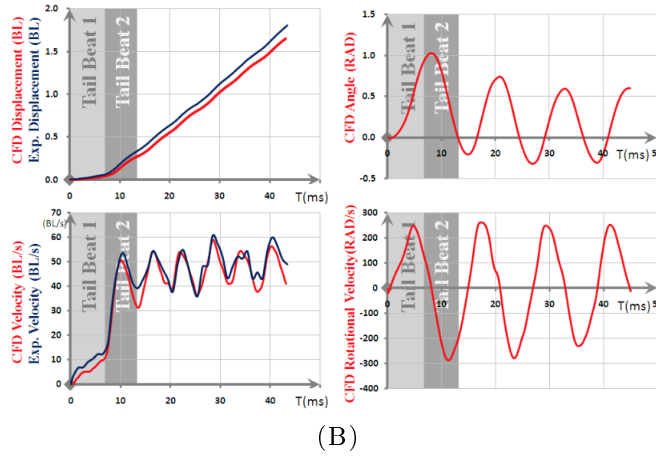 CFD Displacement (BL)
Exp. Displacement (BL)
2.0
1.5
1.0
0.5
0.0
Tail Beat 1
Tail Beat 2
0 10 20 30 40 50
T(ms)
CFD Angle (RAD)
1.5
1.0
0.5
0.0
-0.5
Tail Beat 1
Tail Beat 2
0 10 20 30 40 50
T(ms)
CFD Velocity (BL/s)
Exp. Velocity (BL/s)
70
(BL/s)
60
50
40
30
20
10
0
Tail Beat 1
Tail Beat 2
0 10 20 30 40 50
T(ms)
CFD Rotational Velocity(RAD/s)
300
200
100
0
-100
-200
-300
-400
Tail Beat 1
Tail Beat 2
0 10 20 30 40 50
T(ms)
(B)